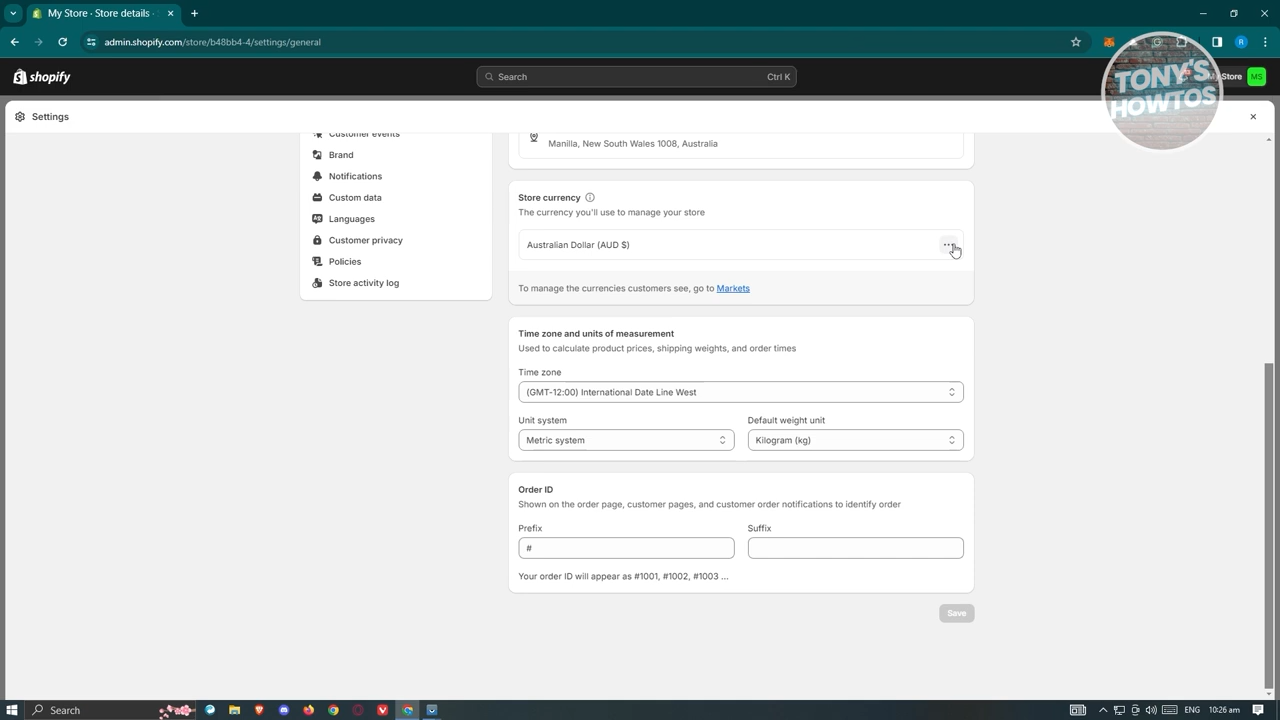 My Store - Store details ·
admin.shopify.com/store/b48bb4-4/settings/general
R
shopify
Search
Ctrl K
My Store
MS
TONY'S
HOWTOS
Settings
Customer events
Brand
Notifications
Custom data
Languages
Customer privacy
Policies
Store activity log
Manilla, New South Wales 1008, Australia
Store currency
The currency you'll use to manage your store
Australian Dollar (AUD $)
To manage the currencies customers see, go to Markets
Time zone and units of measurement
Used to calculate product prices, shipping weights, and order times
Time zone
(GMT-12:00) International Date Line West
Unit system
Default weight unit
Metric system
Kilogram (kg)
Order ID
Shown on the order page, customer pages, and customer order notifications to identify order
Prefix
Suffix
#
Your order ID will appear as #1001, #1002, #1003 ...
Save
Search
ENG
10:26 am